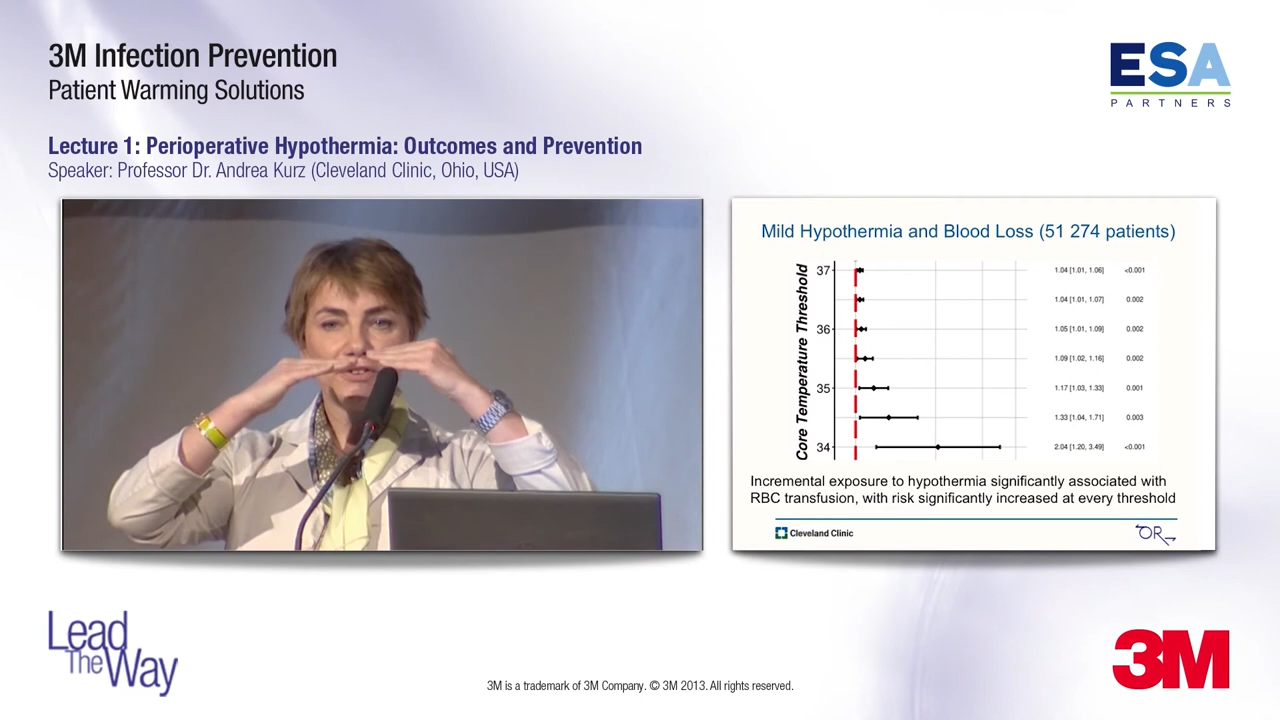 3M Infection Prevention
Patient Warming Solutions
ESA
PARTNERS
Lecture 1: Perioperative Hypothermia: Outcomes and Prevention
Speaker: Professor Dr. Andrea Kurz (Cleveland Clinic, Ohio, USA)
Mild Hypothermia and Blood Loss (51 274 patients)
Core Temperature Threshold
37 1.04 [1.01, 1.06] <0.001
1.04 [1.01, 1.07] 0.002
36 1.05 [1.01, 1.09] 0.002
1.09 [1.02, 1.16] 0.002
35 1.17 [1.03, 1.33] 0.001
1.33 [1.04, 1.71] 0.003
34 2.04 [1.20, 3.49] <0.001
Incremental exposure to hypothermia significantly associated with
RBC transfusion, with risk significantly increased at every threshold
Cleveland Clinic
OR
Lead
The Way
3M is a trademark of 3M Company. © 3M 2013. All rights reserved.
3M